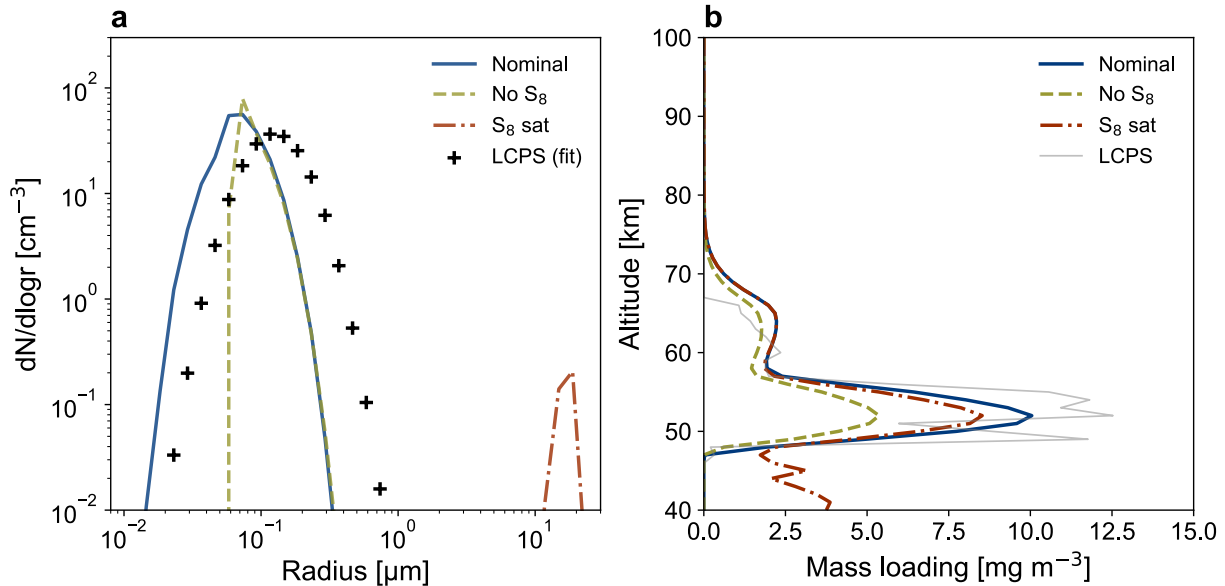 a
dN/dlogr [cm⁻³]
10²
10¹
10⁰
10⁻¹
10⁻²
10⁻²
10⁻¹
10⁰
10¹
Radius [µm]
Nominal
No S₈
S₈ sat
LCPS (fit)
b
Altitude [km]
100
90
80
70
60
50
40
0.0
2.5
5.0
7.5
10.0
12.5
15.0
Mass loading [mg m⁻³]
Nominal
No S₈
S₈ sat
LCPS